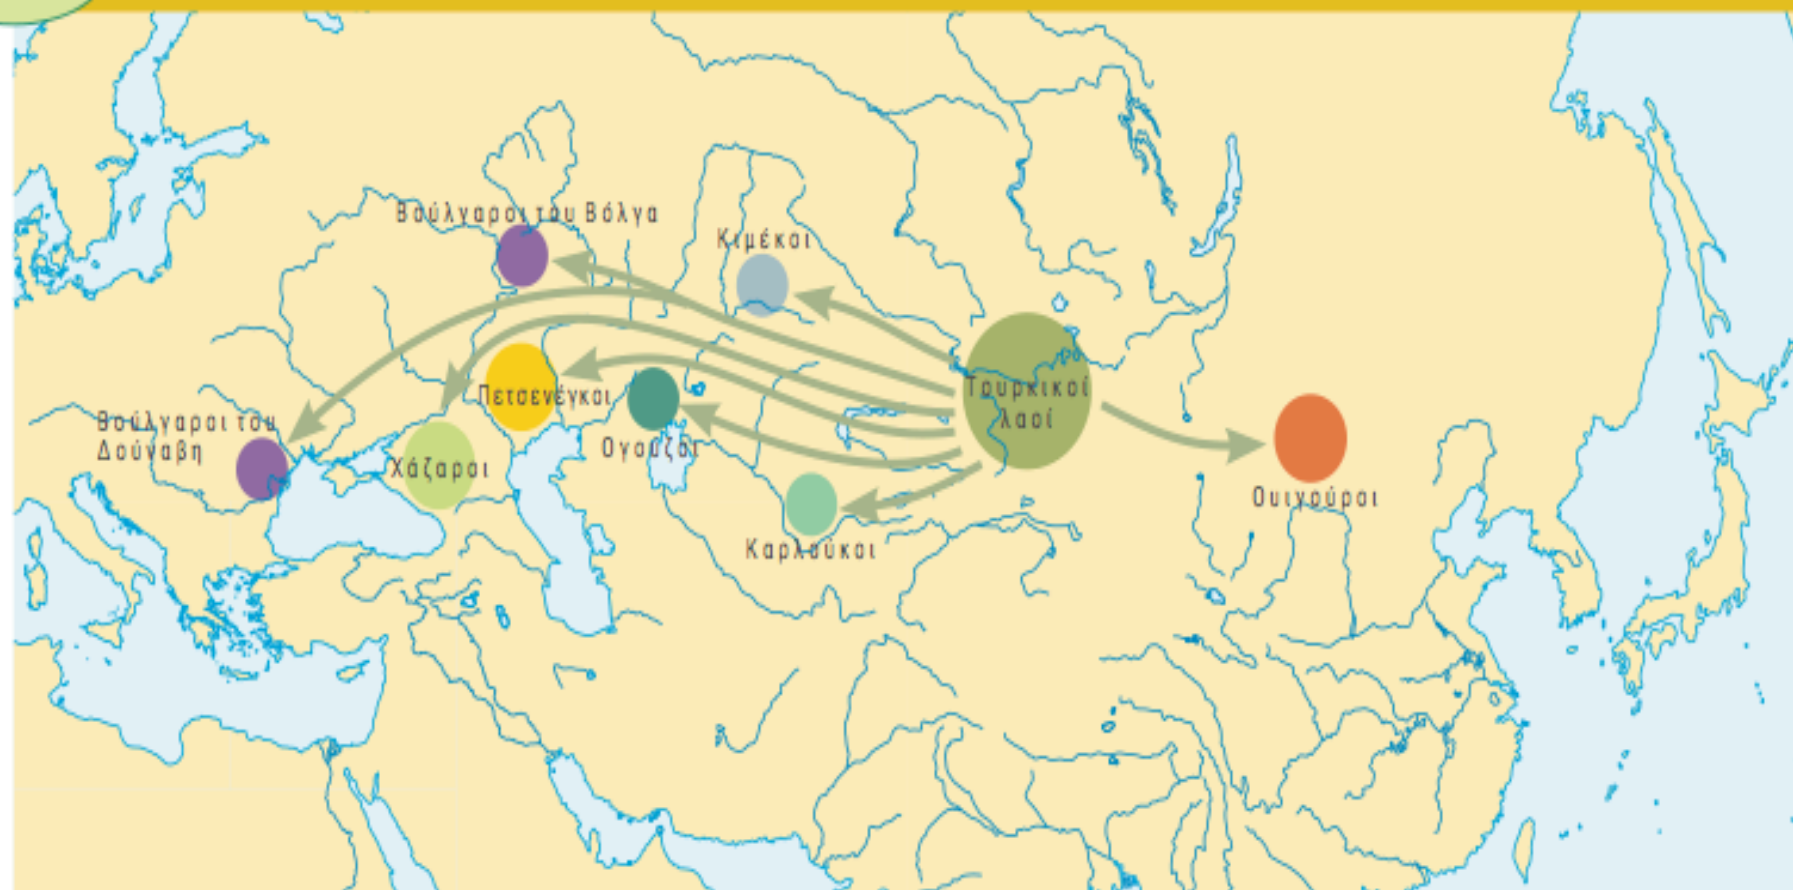 Βούλγαροι του Βόλγα
Κιμέκοι
Τουρκικοί
λαοί
Πετσενέγκοι
Βούλγαροι του
Δούναβη
Ογούζοι
Χάζαροι
Ουιγούροι
Καρλούκοι